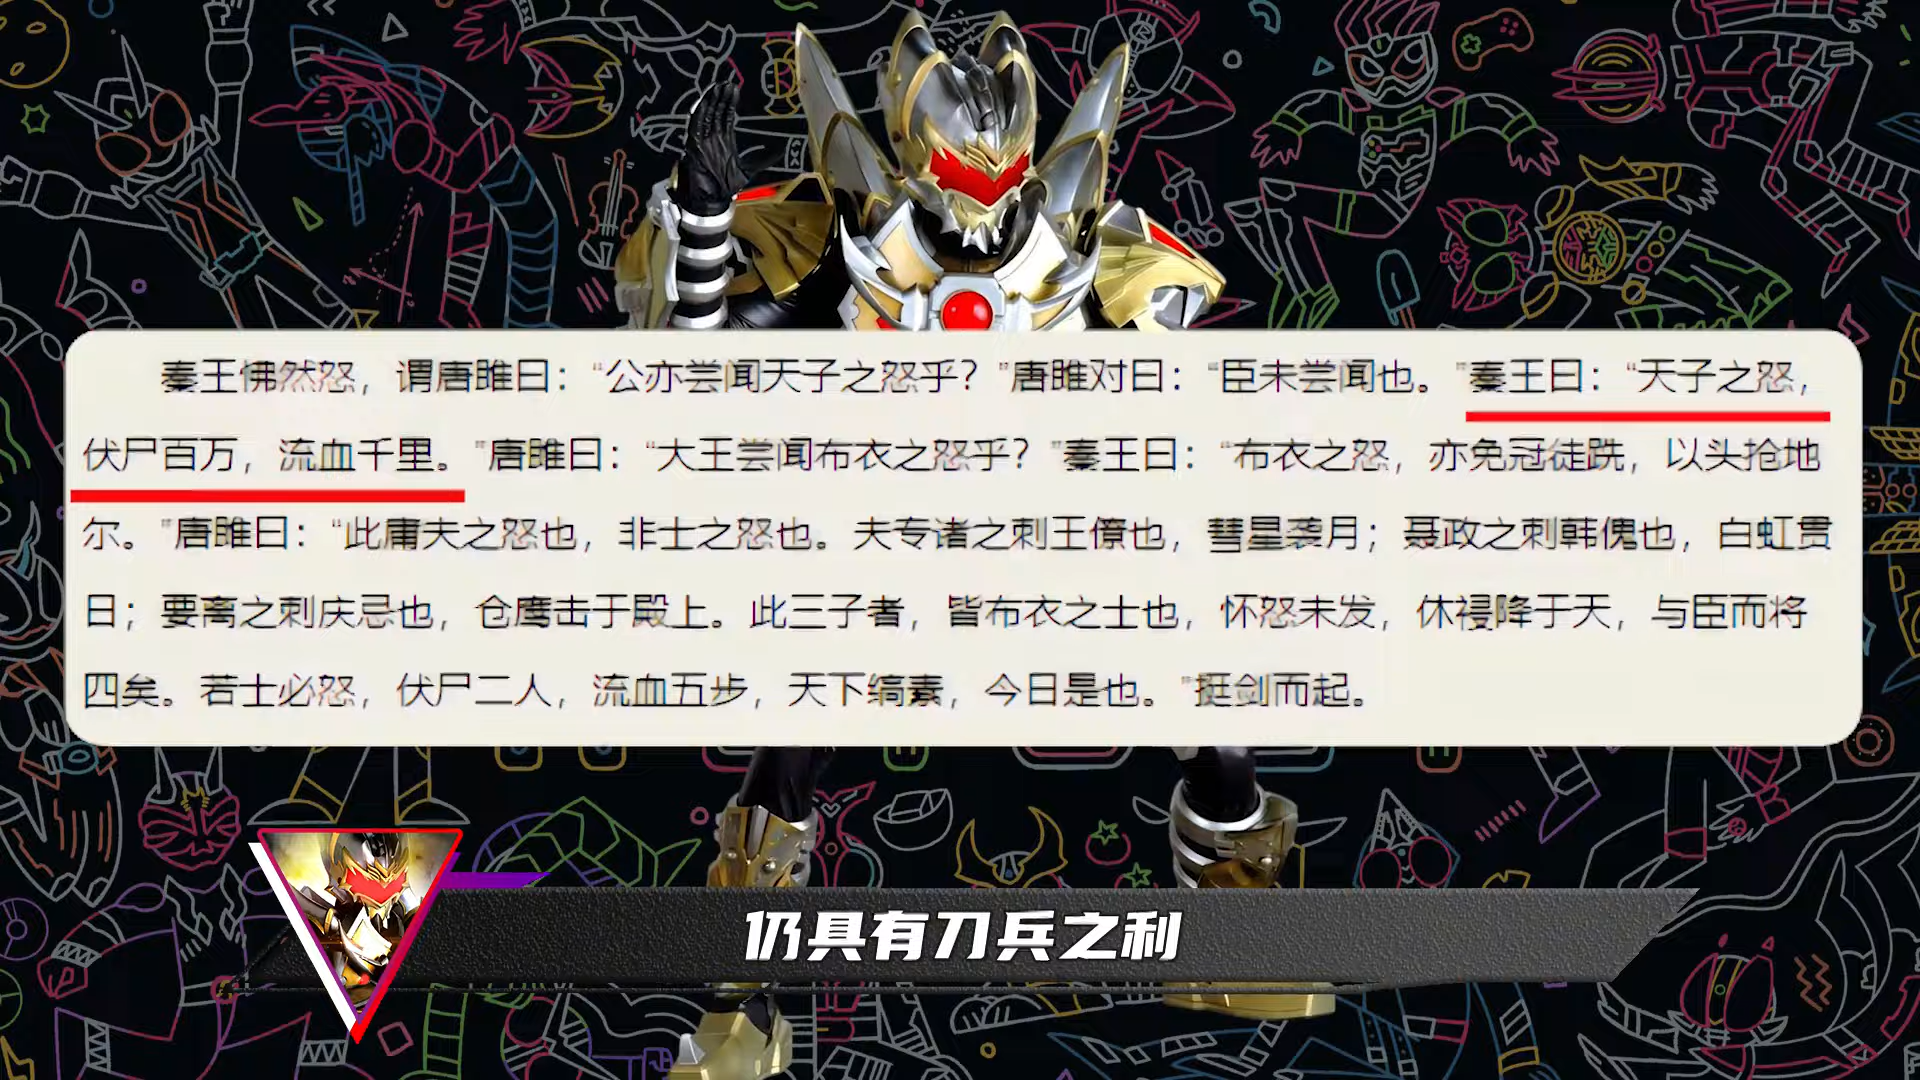 秦王怫然怒，谓唐雎曰：“公亦尝闻天子之怒乎？”唐雎对曰：“臣未尝闻也。”秦王曰：“天子之怒，
伏尸百万，流血千里。”唐雎曰：“大王尝闻布衣之怒乎？”秦王曰：“布衣之怒，亦免冠徒跣，以头抢地
尔。”唐雎曰：“此庸夫之怒也，非士之怒也。夫专诸之刺王僚也，彗星袭月；聂政之刺韩傀也，白虹贯
日；要离之刺庆忌也，仓鹰击于殿上。此三子者，皆布衣之士也，怀怒未发，休祲降于天，与臣而将
四矣。若士必怒，伏尸二人，流血五步，天下缟素，今日是也。”挺剑而起。
仍具有刀兵之利